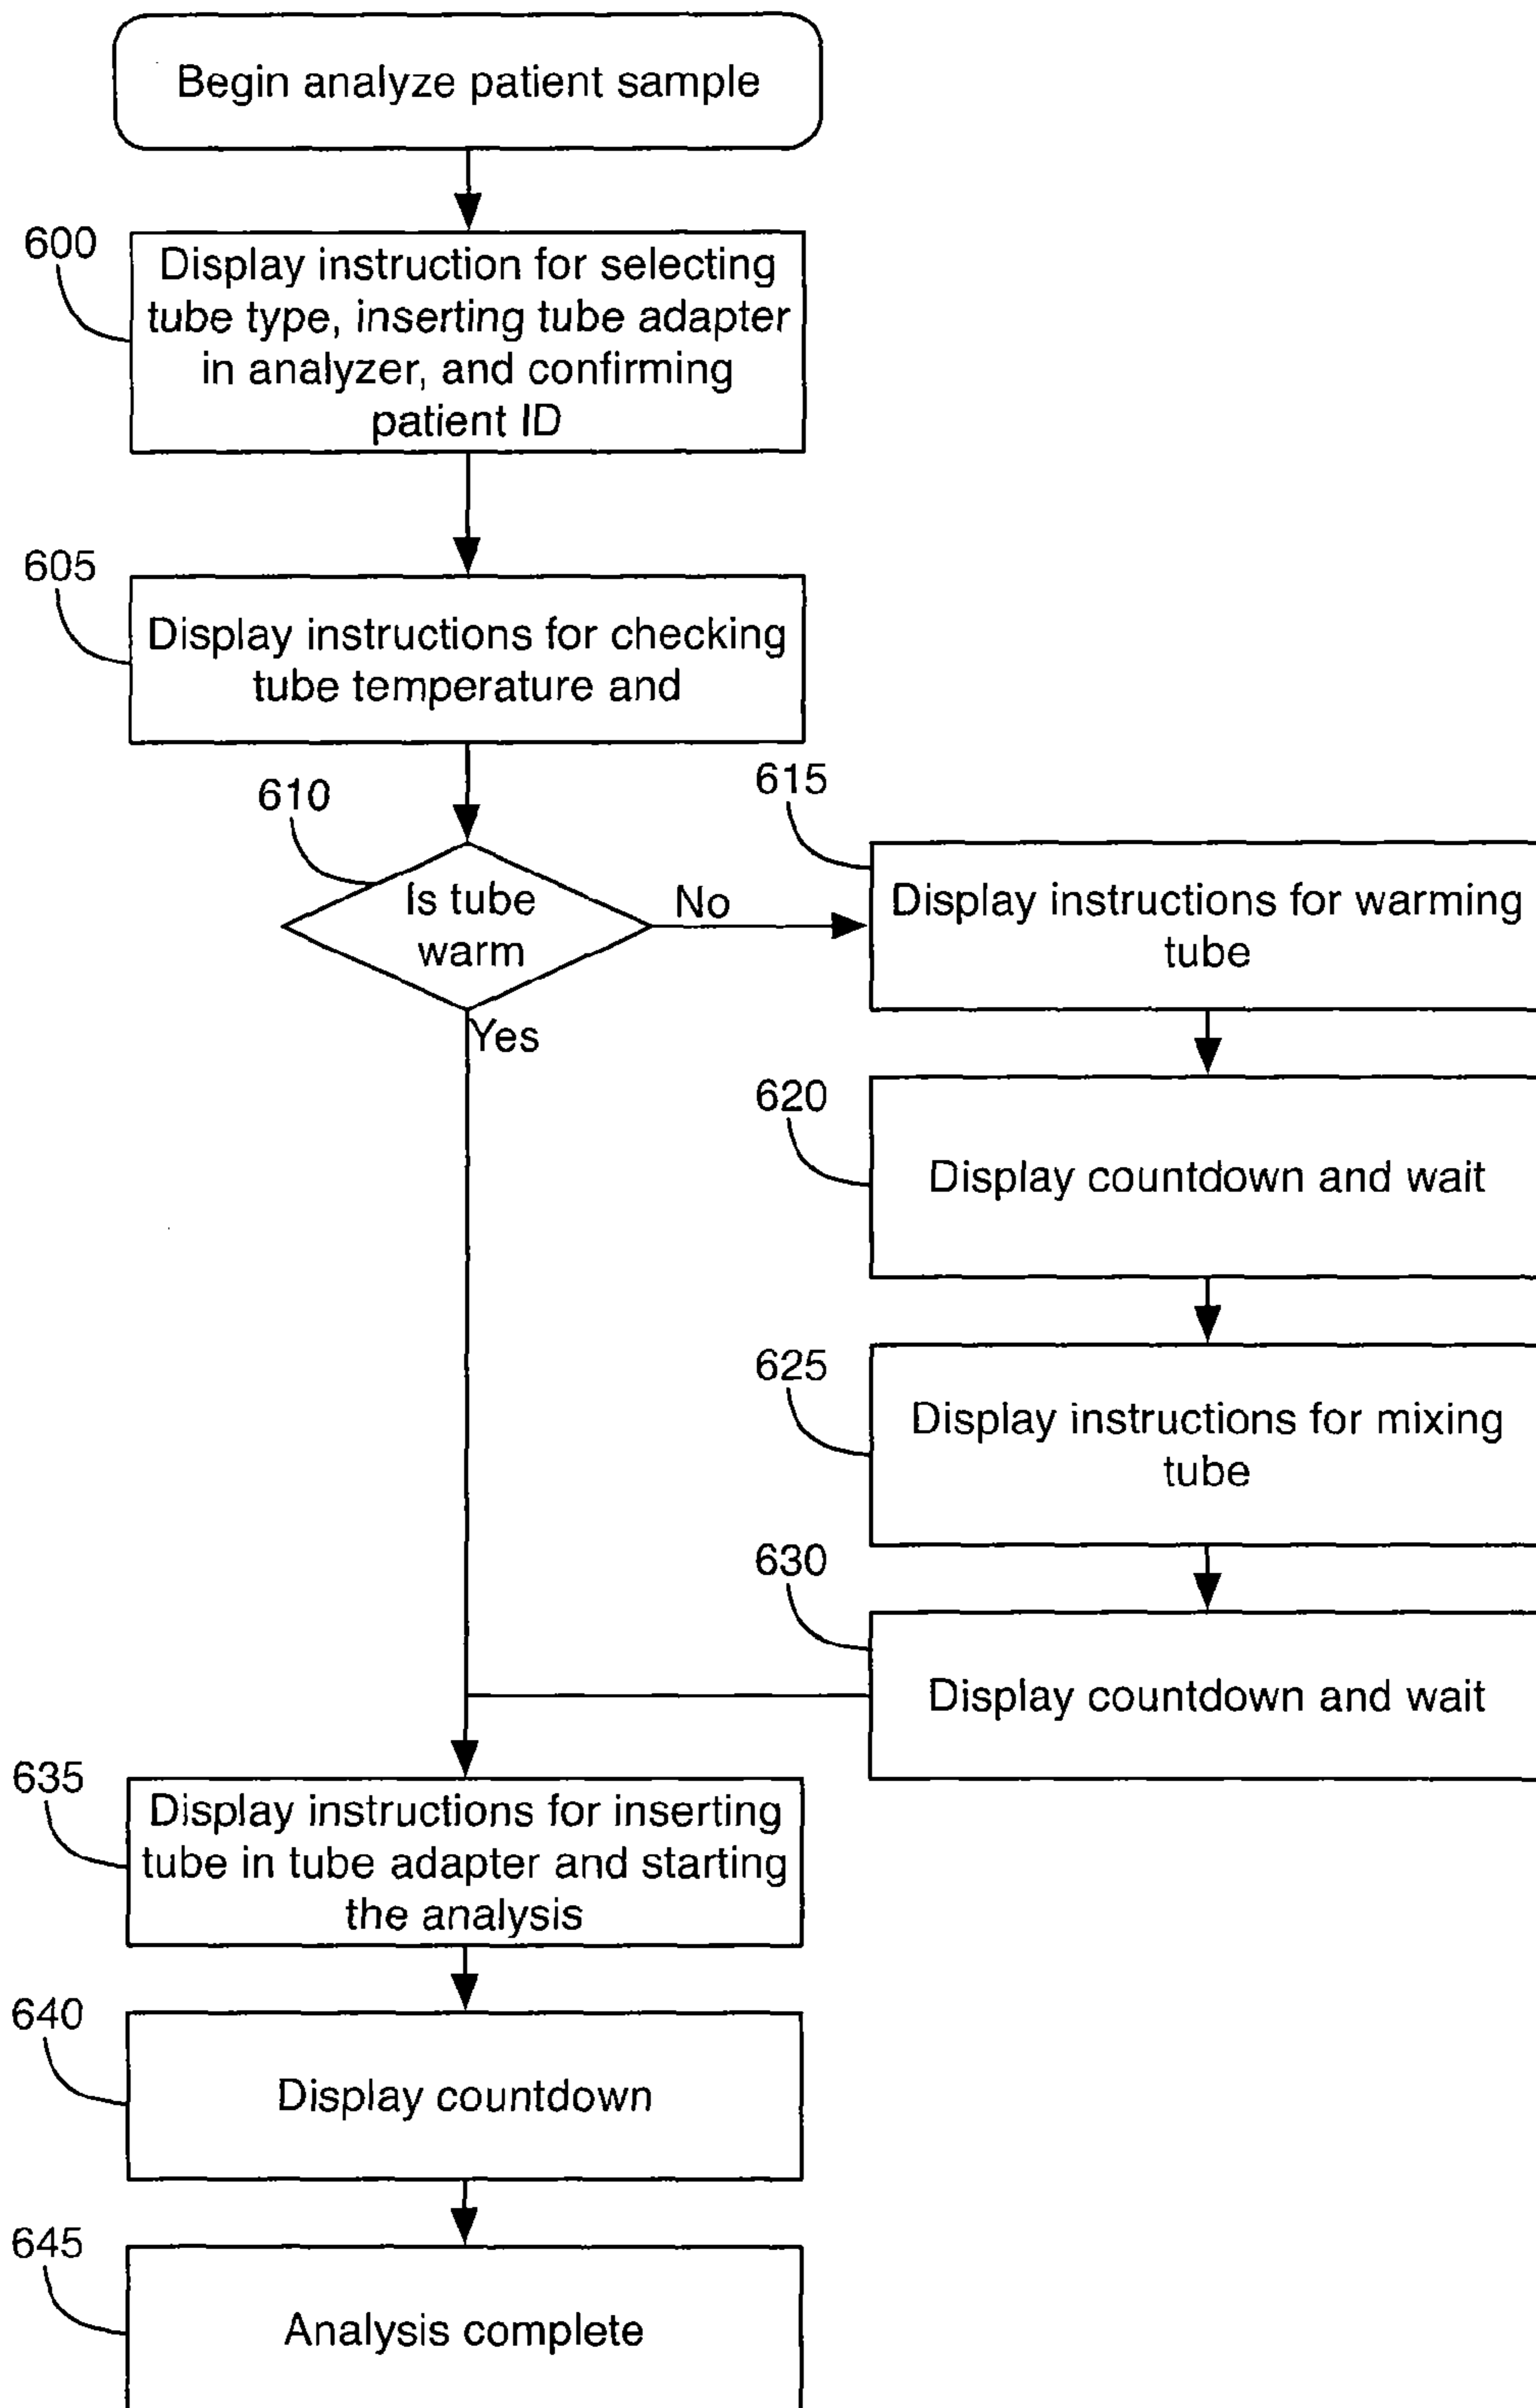 Begin analyze patient sample
600
Display instruction for selecting
tube type, inserting tube adapter
in analyzer, and confirming
patient ID
605
Display instructions for checking
tube temperature and
610
Is tube
warm
No
Yes
615
Display instructions for warming
tube
620
Display countdown and wait
625
Display instructions for mixing
tube
630
Display countdown and wait
635
Display instructions for inserting
tube in tube adapter and starting
the analysis
640
Display countdown
645
Analysis complete